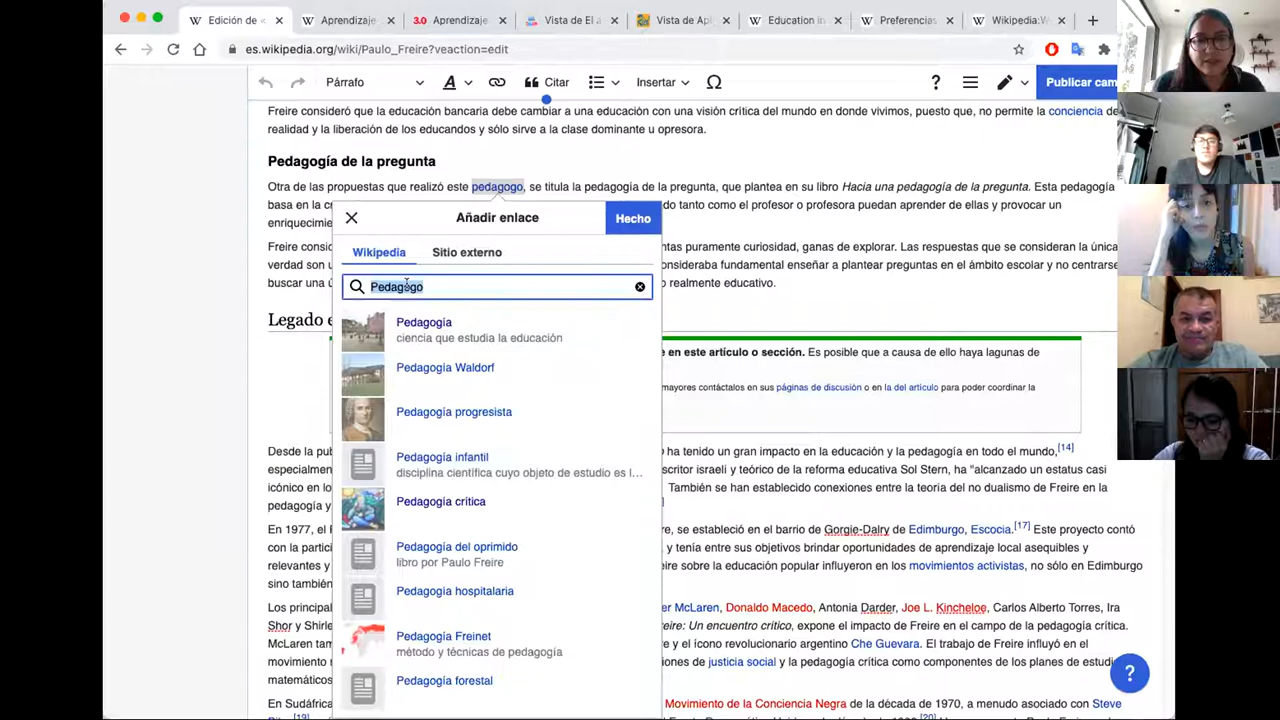 Edición de «
Aprendizaje
3.0 Aprendizaje
Vista de El a
Vista de Api
Education in
Preferencias
Wikipedia:W
es.wikipedia.org/wiki/Paulo_Freire?veaction=edit
Párrafo
A
Citar
Insertar
Ω
?
Publicar cam
Freire consideró que la educación bancaria debe cambiar a una educación con una visión crítica del mundo en donde vivimos, puesto que, no permite la conciencia
realidad y la liberación de los educandos y sólo sirve a la clase dominante u opresora.
Pedagogía de la pregunta
Otra de las propuestas que realizó este pedagogo, se titula la pedagogía de la pregunta, que plantea en su libro Hacia una pedagogía de la pregunta. Esta pedagogía
basa en la cr
do tanto como el profesor o profesora puedan aprender de ellas y provocar un
enriquecimie
Freire consid
ntas puramente curiosidad, ganas de explorar. Las respuestas que se consideran la única
verdad son u
onsideraba fundamental enseñar a plantear preguntas en el ámbito escolar y no centrarse
buscar una ú
o realmente educativo.
Añadir enlace
Hecho
Wikipedia
Sitio externo
Pedagogo
Pedagogía
ciencia que estudia la educación
Pedagogía Waldorf
Pedagogía progresista
Pedagogía infantil
disciplina científica cuyo objeto de estudio es l...
Pedagogía crítica
Pedagogía del oprimido
libro por Paulo Freire
Pedagogía hospitalaria
Pedagogía Freinet
método y técnicas de pedagogía
Pedagogía forestal
Legado e
e en este artículo o sección. Es posible que a causa de ello haya lagunas de
mayores contáctalos en sus páginas de discusión o en la del artículo para poder coordinar la
Desde la pu
ha tenido un gran impacto en la educación y la pedagogía en todo el mundo,[14]
especialmen
scritor israelí y teórico de la reforma educativa Sol Stern, ha "alcanzado un estatus casi
icónico en lo
. También se han establecido conexiones entre la teoría del no dualismo de Freire en la
pedagogía y
]
En 1977, el P
re, se estableció en el barrio de Gorgie-Dalry de Edimburgo, Escocia.[17] Este proyecto contó
con la partici
, y tenía entre sus objetivos brindar oportunidades de aprendizaje local asequibles y
relevantes y
eire sobre la educación popular influyeron en los movimientos activistas, no sólo en Edimburgo
sino también
Los principal
er McLaren, Donaldo Macedo, Antonia Darder, Joe L. Kincheloe, Carlos Alberto Torres, Ira
Shor y Shirle
reire: Un encuentro crítico, expone el impacto de Freire en el campo de la pedagogía crítica.
McLaren tam
re y el ícono revolucionario argentino Che Guevara. El trabajo de Freire influyó en el
movimiento r
iones de justicia social y la pedagogía crítica como componentes de los planes de estudi
matemáticos
?
En Sudáfrica
Movimiento de la Conciencia Negra de la década de 1970, a menudo asociado con Steve
[19]
[20]